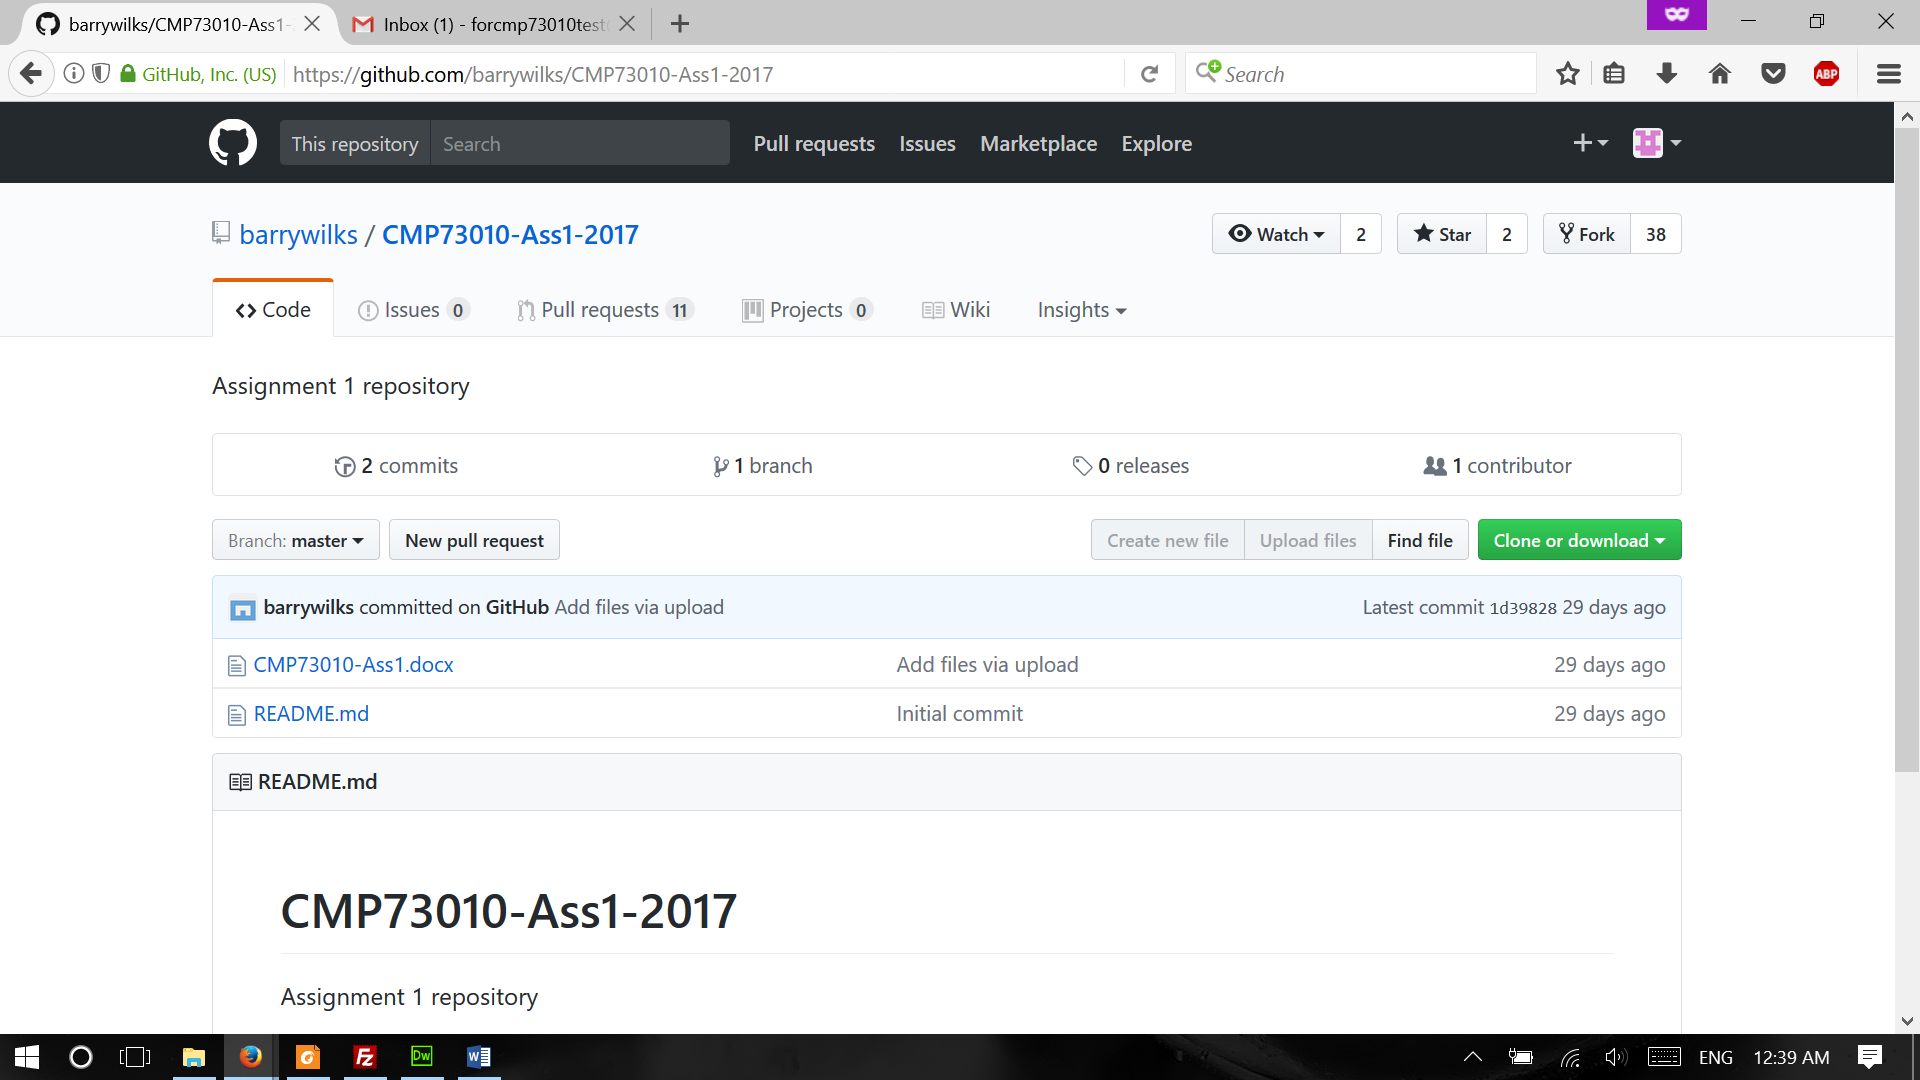 barrywilks/CMP73010-Ass1-
Inbox (1) - forcmp73010test
GitHub, Inc. (US)
https://github.com/barrywilks/CMP73010-Ass1-2017
Search
ABP
This repository
Search
Pull requests
Issues
Marketplace
Explore
barrywilks / CMP73010-Ass1-2017
Watch 2
Star 2
Fork 38
Code
Issues 0
Pull requests 11
Projects 0
Wiki
Insights
Assignment 1 repository
2 commits
1 branch
0 releases
1 contributor
Branch: master
New pull request
Create new file
Upload files
Find file
Clone or download
barrywilks committed on GitHub Add files via upload
Latest commit 1d39828 29 days ago
CMP73010-Ass1.docx
Add files via upload
29 days ago
README.md
Initial commit
29 days ago
README.md
CMP73010-Ass1-2017
Assignment 1 repository
Fz
Dw
W
ENG
12:39 AM